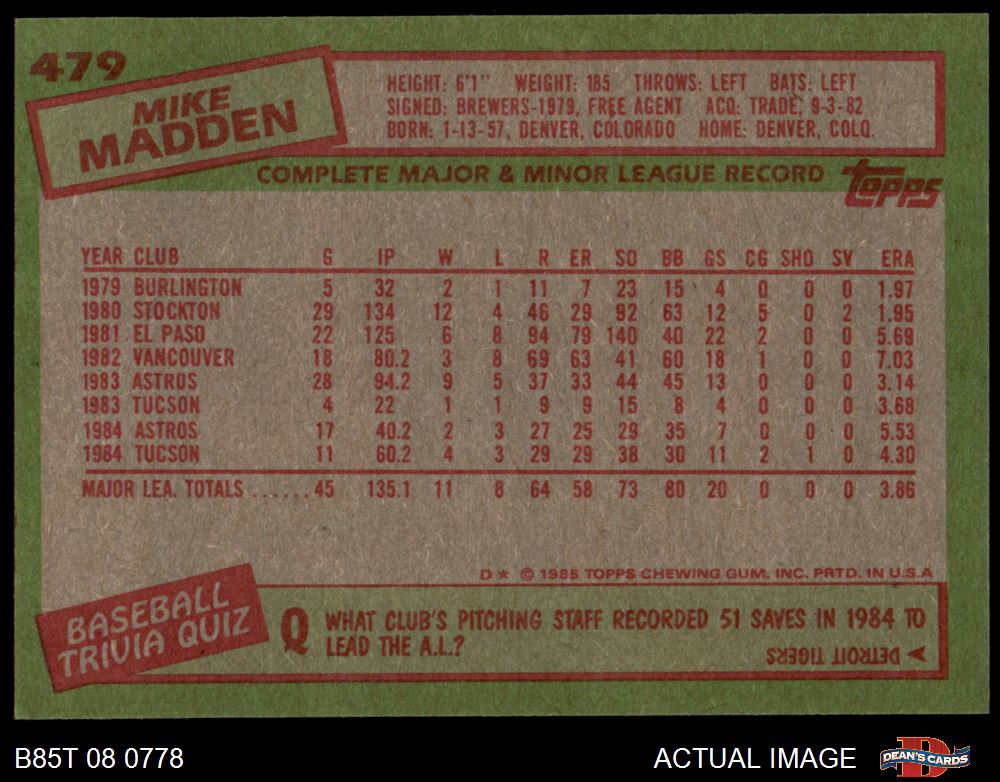 479
MIKE
MADDEN
HEIGHT: 6'1" WEIGHT: 185 THROWS: LEFT BATS: LEFT
SIGNED: BREWERS-1979, FREE AGENT ACQ: TRADE, 9-3-82
BORN: 1-13-57, DENVER, COLORADO HOME: DENVER, COLO.
COMPLETE MAJOR & MINOR LEAGUE RECORD
TOPPS
YEAR CLUB G IP W L R ER SO BB GS CG SHO SV ERA
1979 BURLINGTON 5 32 2 1 11 7 23 15 4 0 0 0 1.97
1980 STOCKTON 29 134 12 4 46 29 92 63 12 5 0 2 1.95
1981 EL PASO 22 125 6 8 94 79 140 40 22 2 0 0 5.69
1982 VANCOUVER 18 80.2 3 8 69 63 41 60 18 1 0 0 7.03
1983 ASTROS 28 94.2 9 5 37 33 44 45 13 0 0 0 3.14
1983 TUCSON 4 22 1 1 9 9 15 8 4 0 0 0 3.68
1984 ASTROS 17 40.2 2 3 27 25 29 35 7 0 0 0 5.53
1984 TUCSON 11 60.2 4 3 29 29 38 30 11 2 1 0 4.30
MAJOR LEA. TOTALS ......45 135.1 11 8 64 58 73 80 20 0 0 0 3.86
D* © 1985 TOPPS CHEWING GUM, INC. PRTD. IN U.S.A
BASEBALL
TRIVIA QUIZ
Q WHAT CLUB'S PITCHING STAFF RECORDED 51 SAVES IN 1984 TO
LEAD THE A.L.?
DETROIT TIGERS
B85T 08 0778
ACTUAL IMAGE
D
DEAN'S CARDS